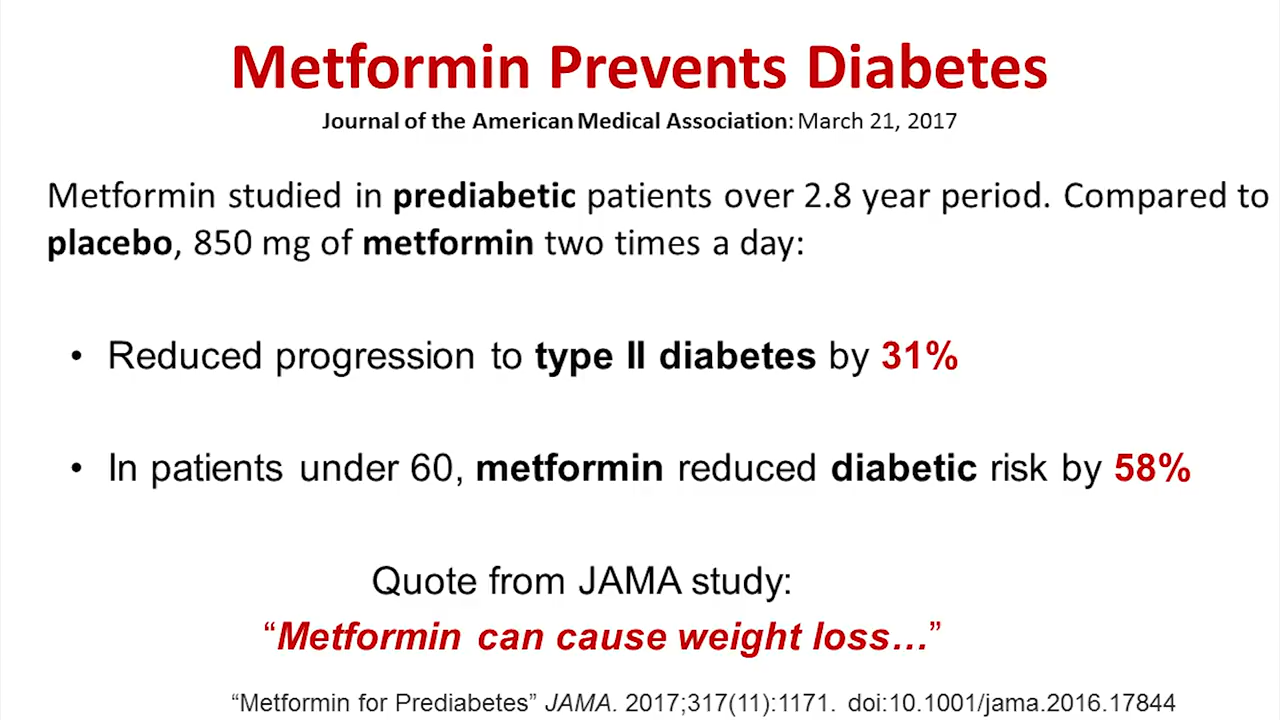 Metformin Prevents Diabetes
Journal of the American Medical Association: March 21, 2017
Metformin studied in prediabetic patients over 2.8 year period. Compared to
placebo, 850 mg of metformin two times a day:
• Reduced progression to type II diabetes by 31%
• In patients under 60, metformin reduced diabetic risk by 58%
Quote from JAMA study:
“Metformin can cause weight loss…”
“Metformin for Prediabetes” JAMA. 2017;317(11):1171. doi:10.1001/jama.2016.17844